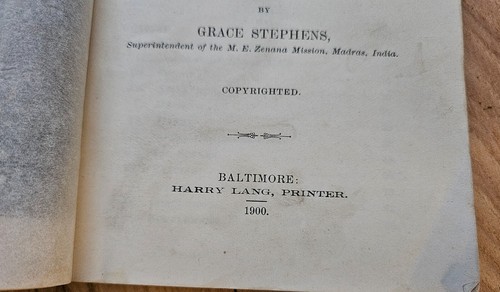 BY
GRACE STEPHENS,
Superintendent of the M. E. Zenana Mission, Madras, India.
COPYRIGHTED.
BALTIMORE:
HARRY LANG, PRINTER.
1900.